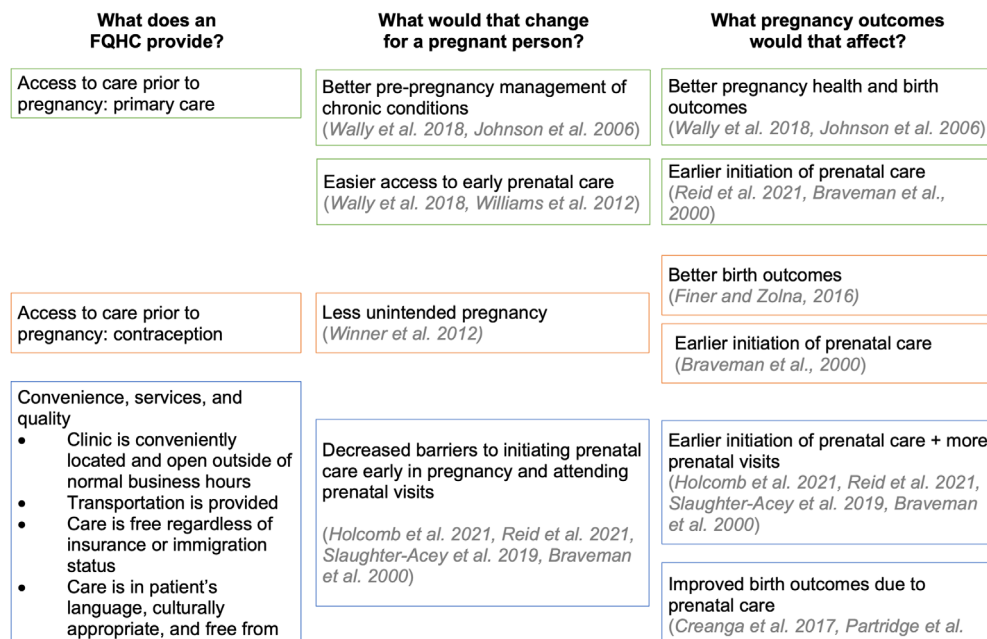 What does an
FQHC provide?
What would that change
for a pregnant person?
What pregnancy outcomes
would that affect?
Access to care prior to
pregnancy: primary care
Better pre-pregnancy management of
chronic conditions
(Wally et al. 2018, Johnson et al. 2006)
Better pregnancy health and birth
outcomes
(Wally et al. 2018, Johnson et al. 2006)
Easier access to early prenatal care
(Wally et al. 2018, Williams et al. 2012)
Earlier initiation of prenatal care
(Reid et al. 2021, Braveman et al.,
2000)
Access to care prior to
pregnancy: contraception
Less unintended pregnancy
(Winner et al. 2012)
Better birth outcomes
(Finer and Zolna, 2016)
Earlier initiation of prenatal care
(Braveman et al., 2000)
Convenience, services, and
quality
• Clinic is conveniently
located and open outside of
normal business hours
• Transportation is provided
• Care is free regardless of
insurance or immigration
status
• Care is in patient’s
language, culturally
appropriate, and free from
Decreased barriers to initiating prenatal
care early in pregnancy and attending
prenatal visits
(Holcomb et al. 2021, Reid et al. 2021,
Slaughter-Acey et al. 2019, Braveman
et al. 2000)
Earlier initiation of prenatal care + more
prenatal visits
(Holcomb et al. 2021, Reid et al. 2021,
Slaughter-Acey et al. 2019, Braveman
et al. 2000)
Improved birth outcomes due to
prenatal care
(Creanga et al. 2017, Partridge et al.